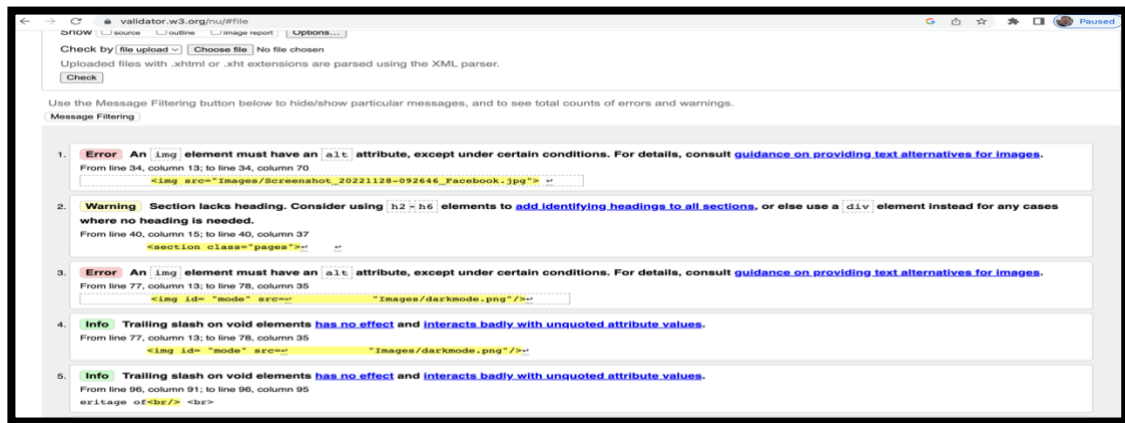 validator.w3.org/nu/#file
Paused
Show source outline image report Options...
Check by file upload Choose file No file chosen
Uploaded files with .xhtml or .xht extensions are parsed using the XML parser.
Check
Use the Message Filtering button below to hide/show particular messages, and to see total counts of errors and warnings.
Message Filtering
1. Error An img element must have an alt attribute, except under certain conditions. For details, consult guidance on providing text alternatives for images.
From line 34, column 13; to line 34, column 70
<img src="Images/Screenshot_20221128-092646_Facebook.jpg"> ↩
2. Warning Section lacks heading. Consider using h2-h6 elements to add identifying headings to all sections, or else use a div element instead for any cases
where no heading is needed.
From line 40, column 15; to line 40, column 37
<section class="pages">↩ ↩
3. Error An img element must have an alt attribute, except under certain conditions. For details, consult guidance on providing text alternatives for images.
From line 77, column 13; to line 78, column 35
<img id= "mode" src=↩ "Images/darkmode.png"/>↩
4. Info Trailing slash on void elements has no effect and interacts badly with unquoted attribute values.
From line 77, column 13; to line 78, column 35
<img id= "mode" src=↩ "Images/darkmode.png"/>↩
5. Info Trailing slash on void elements has no effect and interacts badly with unquoted attribute values.
From line 96, column 91; to line 96, column 95
eritage of<br/> <br>